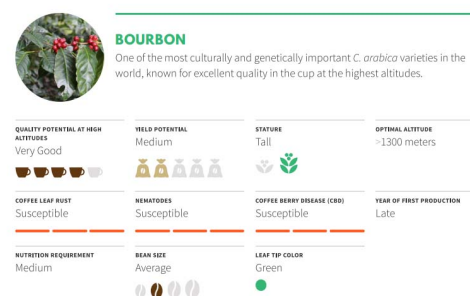 BOURBON
One of the most culturally and genetically important C. arabica varieties in the
world, known for excellent quality in the cup at the highest altitudes.
QUALITY POTENTIAL AT HIGH
ALTITUDES
Very Good
YIELD POTENTIAL
Medium
STATURE
Tall
OPTIMAL ALTITUDE
>1300 meters
COFFEE LEAF RUST
Susceptible
NEMATODES
Susceptible
COFFEE BERRY DISEASE (CBD)
Susceptible
YEAR OF FIRST PRODUCTION
Late
NUTRITION REQUIREMENT
Medium
BEAN SIZE
Average
LEAF TIP COLOR
Green